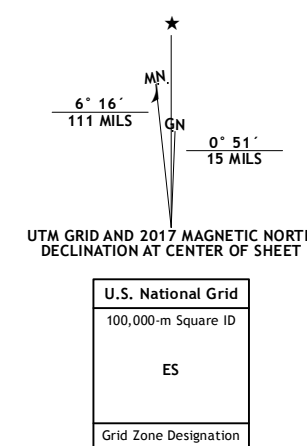 ★
MN.
GN
6° 16´
111 MILS
0° 51´
15 MILS
UTM GRID AND 2017 MAGNETIC NORT
DECLINATION AT CENTER OF SHEET
U.S. National Grid
100,000-m Square ID
ES
Grid Zone Designation